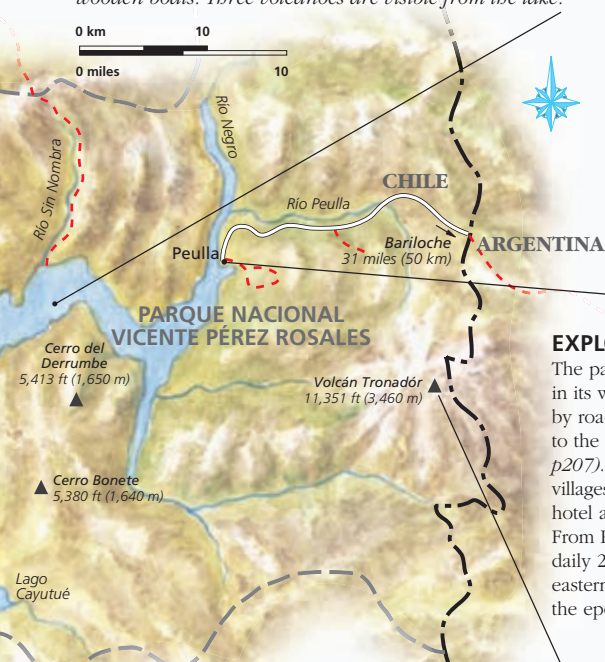 wooden boats. Three volcanoes are visible from the lake.
0 km 10
0 miles 10
Río Negro
Río Sin Nombra
CHILE
Río Peulla
Bariloche
31 miles (50 km)
ARGENTINA
Peulla
PARQUE NACIONAL
VICENTE PÉREZ ROSALES
Cerro del
Derrumbe
5,413 ft (1,650 m)
Volcán Tronadór
11,351 ft (3,460 m)
Cerro Bonete
5,380 ft (1,640 m)
Lago
Cayutué
EXPLO
The pa
in its w
by roa
to the
p207).
villages
hotel a
From
daily 2
eastern
the epo